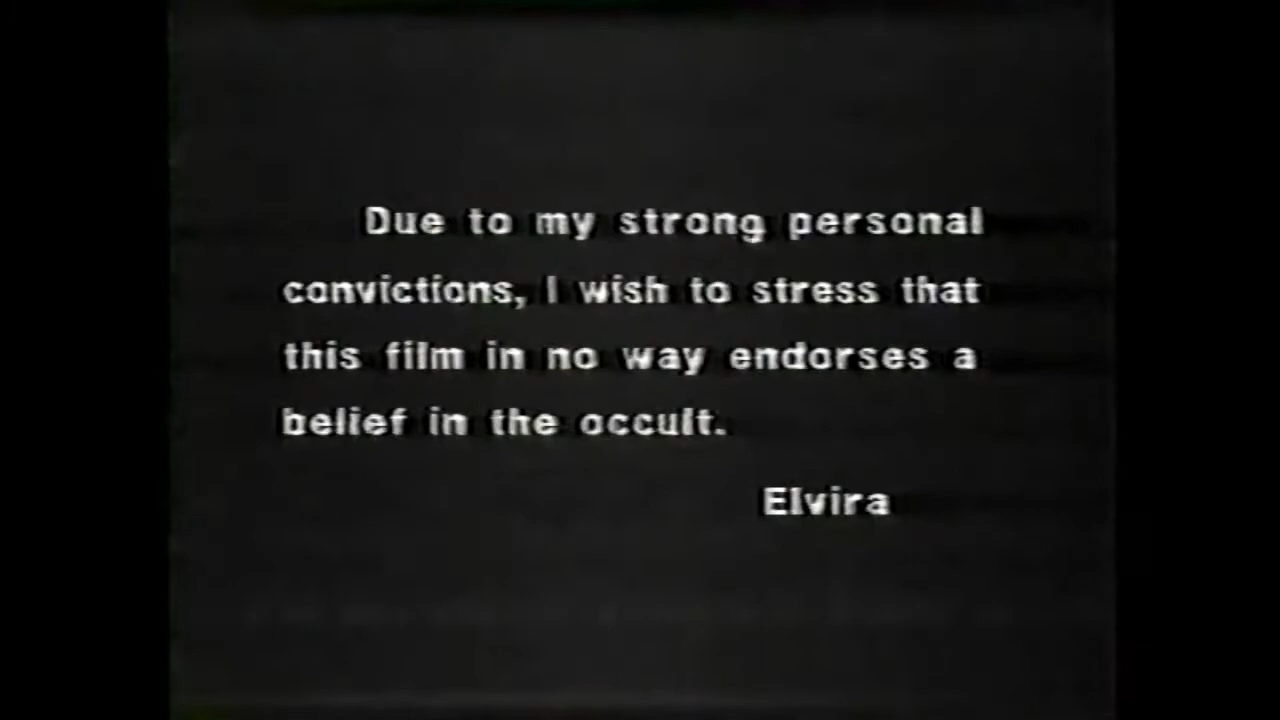 Due to my strong personal
convictions, I wish to stress that
this film in no way endorses a
belief in the occult.
Elvira